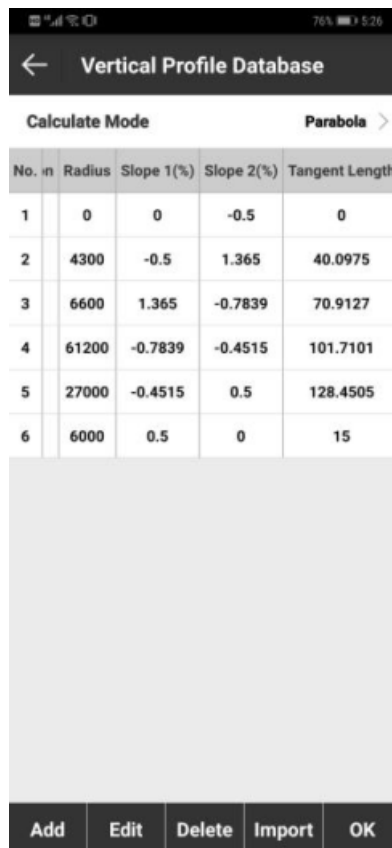 76% 5:26
Vertical Profile Database
Calculate Mode Parabola
No. on Radius Slope 1(%) Slope 2(%) Tangent Length
1 0 0 -0.5 0
2 4300 -0.5 1.365 40.0975
3 6600 1.365 -0.7839 70.9127
4 61200 -0.7839 -0.4515 101.7101
5 27000 -0.4515 0.5 128.4505
6 6000 0.5 0 15
Add Edit Delete Import OK